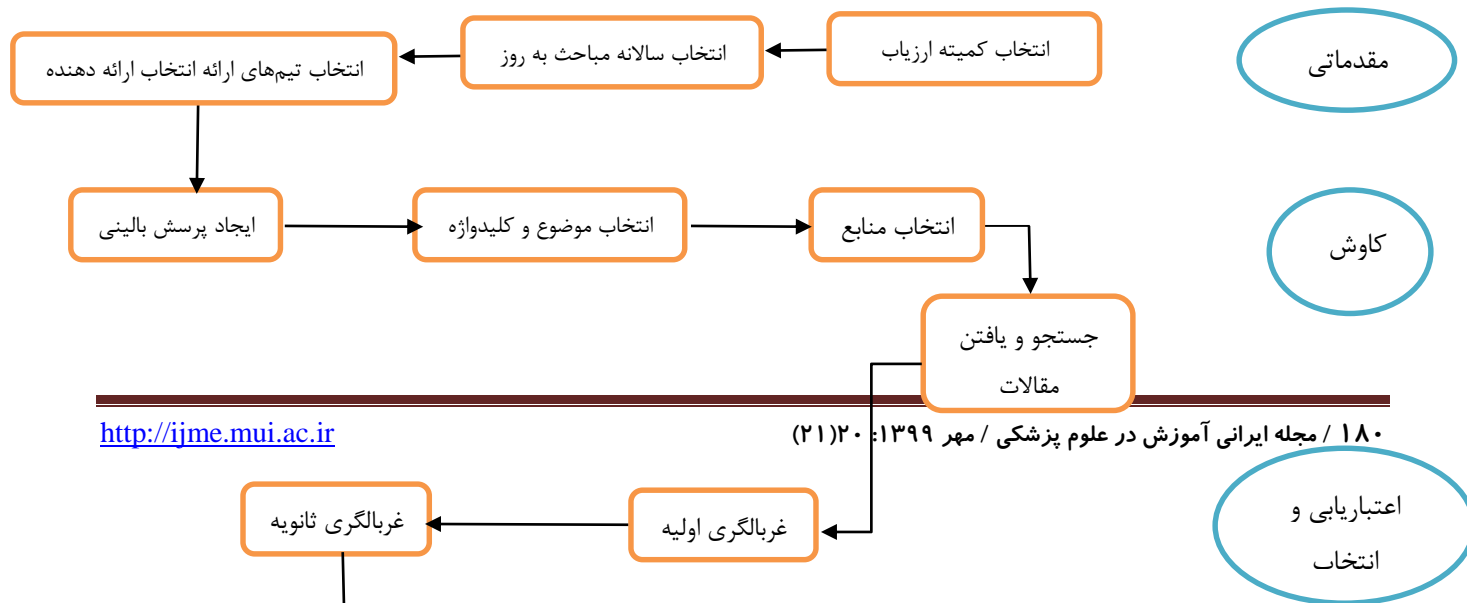 مقدماتی
انتخاب کمیته ارزیاب
انتخاب سالانه مباحث به روز
انتخاب تیم‌های ارائه انتخاب ارائه دهنده
کاوش
ایجاد پرسش بالینی
انتخاب موضوع و کلیدواژه
انتخاب منابع
جستجو و یافتن
مقالات
۱۸۰ / مجله ایرانی آموزش در علوم پزشکی / مهر ۱۳۹۹: ۲۰(۲۱)
http://ijme.mui.ac.ir
اعتباریابی و
انتخاب
غربالگری اولیه
غربالگری ثانویه